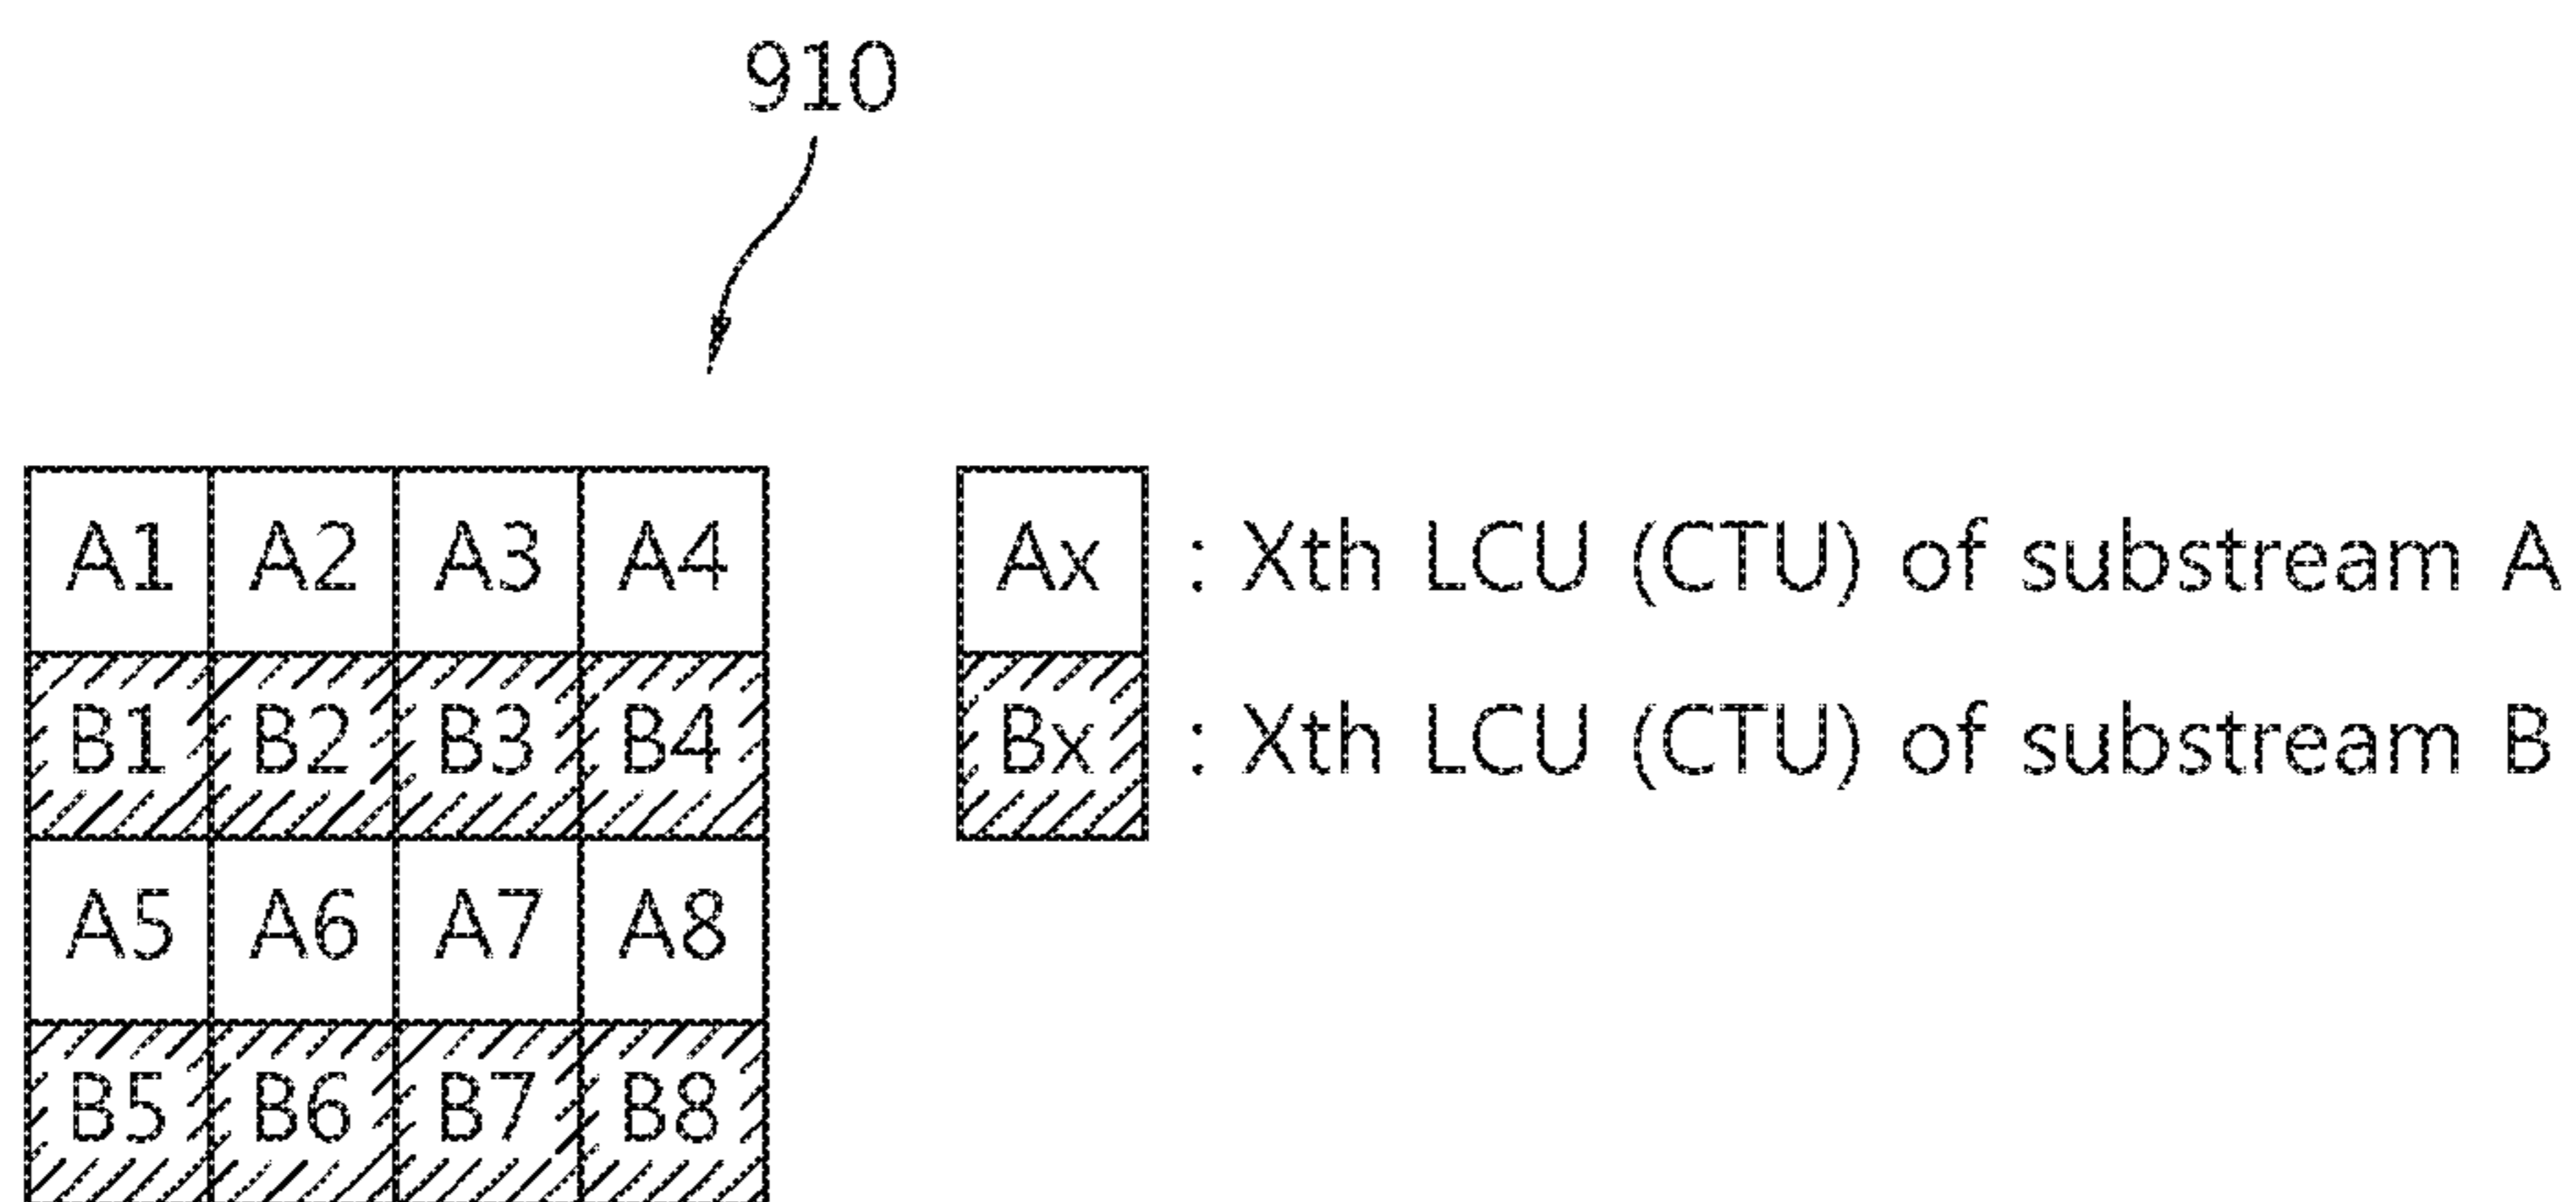 910
A1 A2 A3 A4
Ax : Xth LCU (CTU) of substream A
B1 B2 B3 B4
Bx : Xth LCU (CTU) of substream B
A5 A6 A7 A8
B5 B6 B7 B8